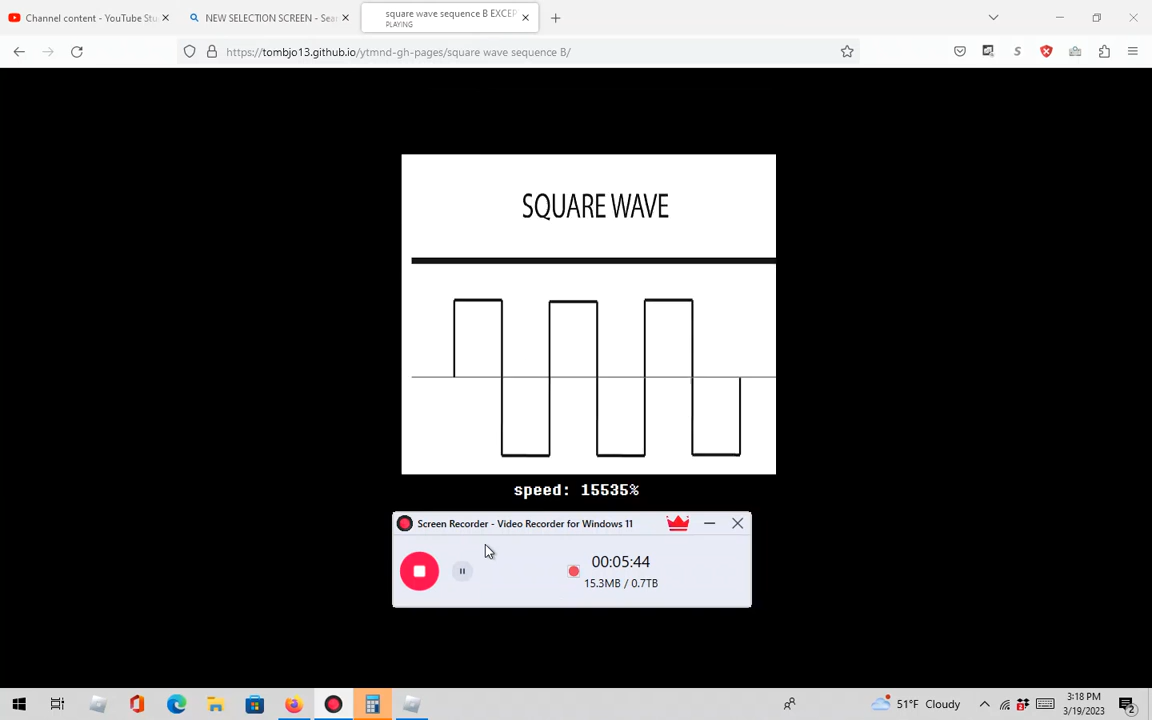 Channel content - YouTube Stu
NEW SELECTION SCREEN - Sea
square wave sequence B EXCEP
PLAYING
https://tombjo13.github.io/ytmnd-gh-pages/square wave sequence B/
SQUARE WAVE
speed: 15535%
Screen Recorder - Video Recorder for Windows 11
00:05:44
15.3MB / 0.7TB
51°F Cloudy
3:18 PM
3/19/2023
2